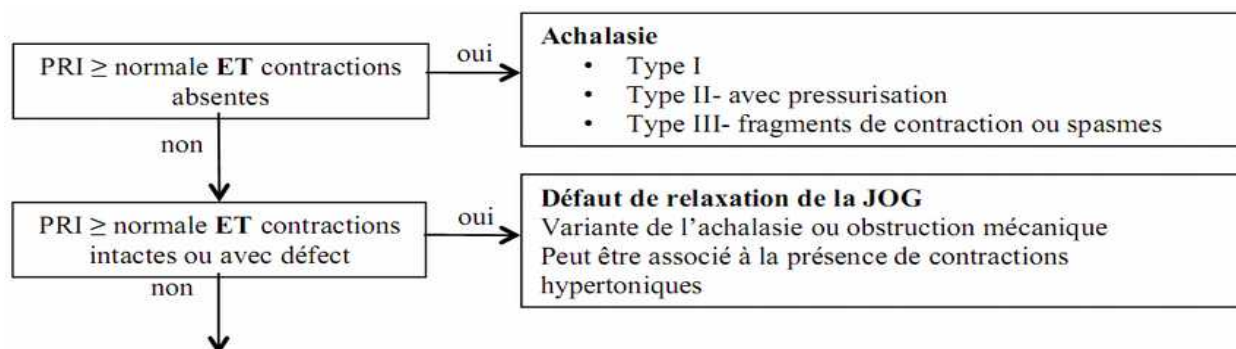 PRI ≥ normale ET contractions
absentes
oui
Achalasie
• Type I
• Type II- avec pressurisation
• Type III- fragments de contraction ou spasmes
non
PRI ≥ normale ET contractions
intactes ou avec défect
oui
Défaut de relaxation de la JOG
Variante de l'achalasie ou obstruction mécanique
Peut être associé à la présence de contractions
hypertoniques
non